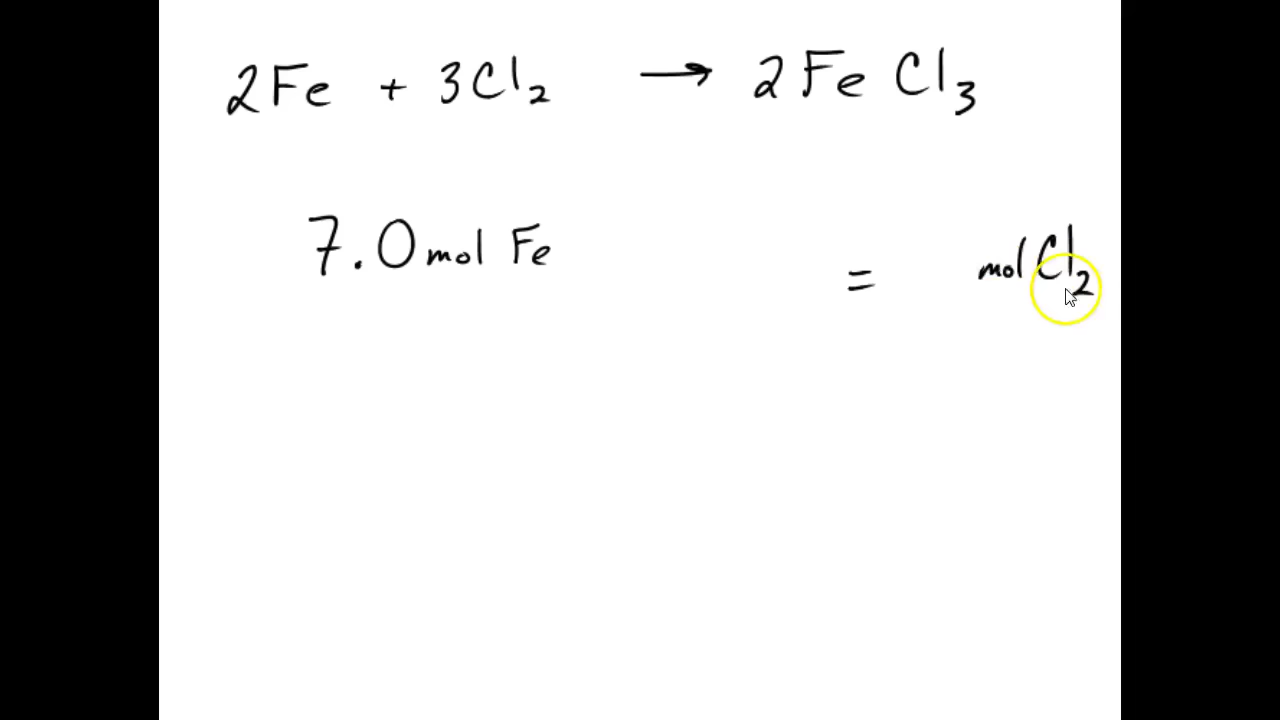 2Fe + 3Cl₂ → 2FeCl₃
7.0 mol Fe = mol Cl₂